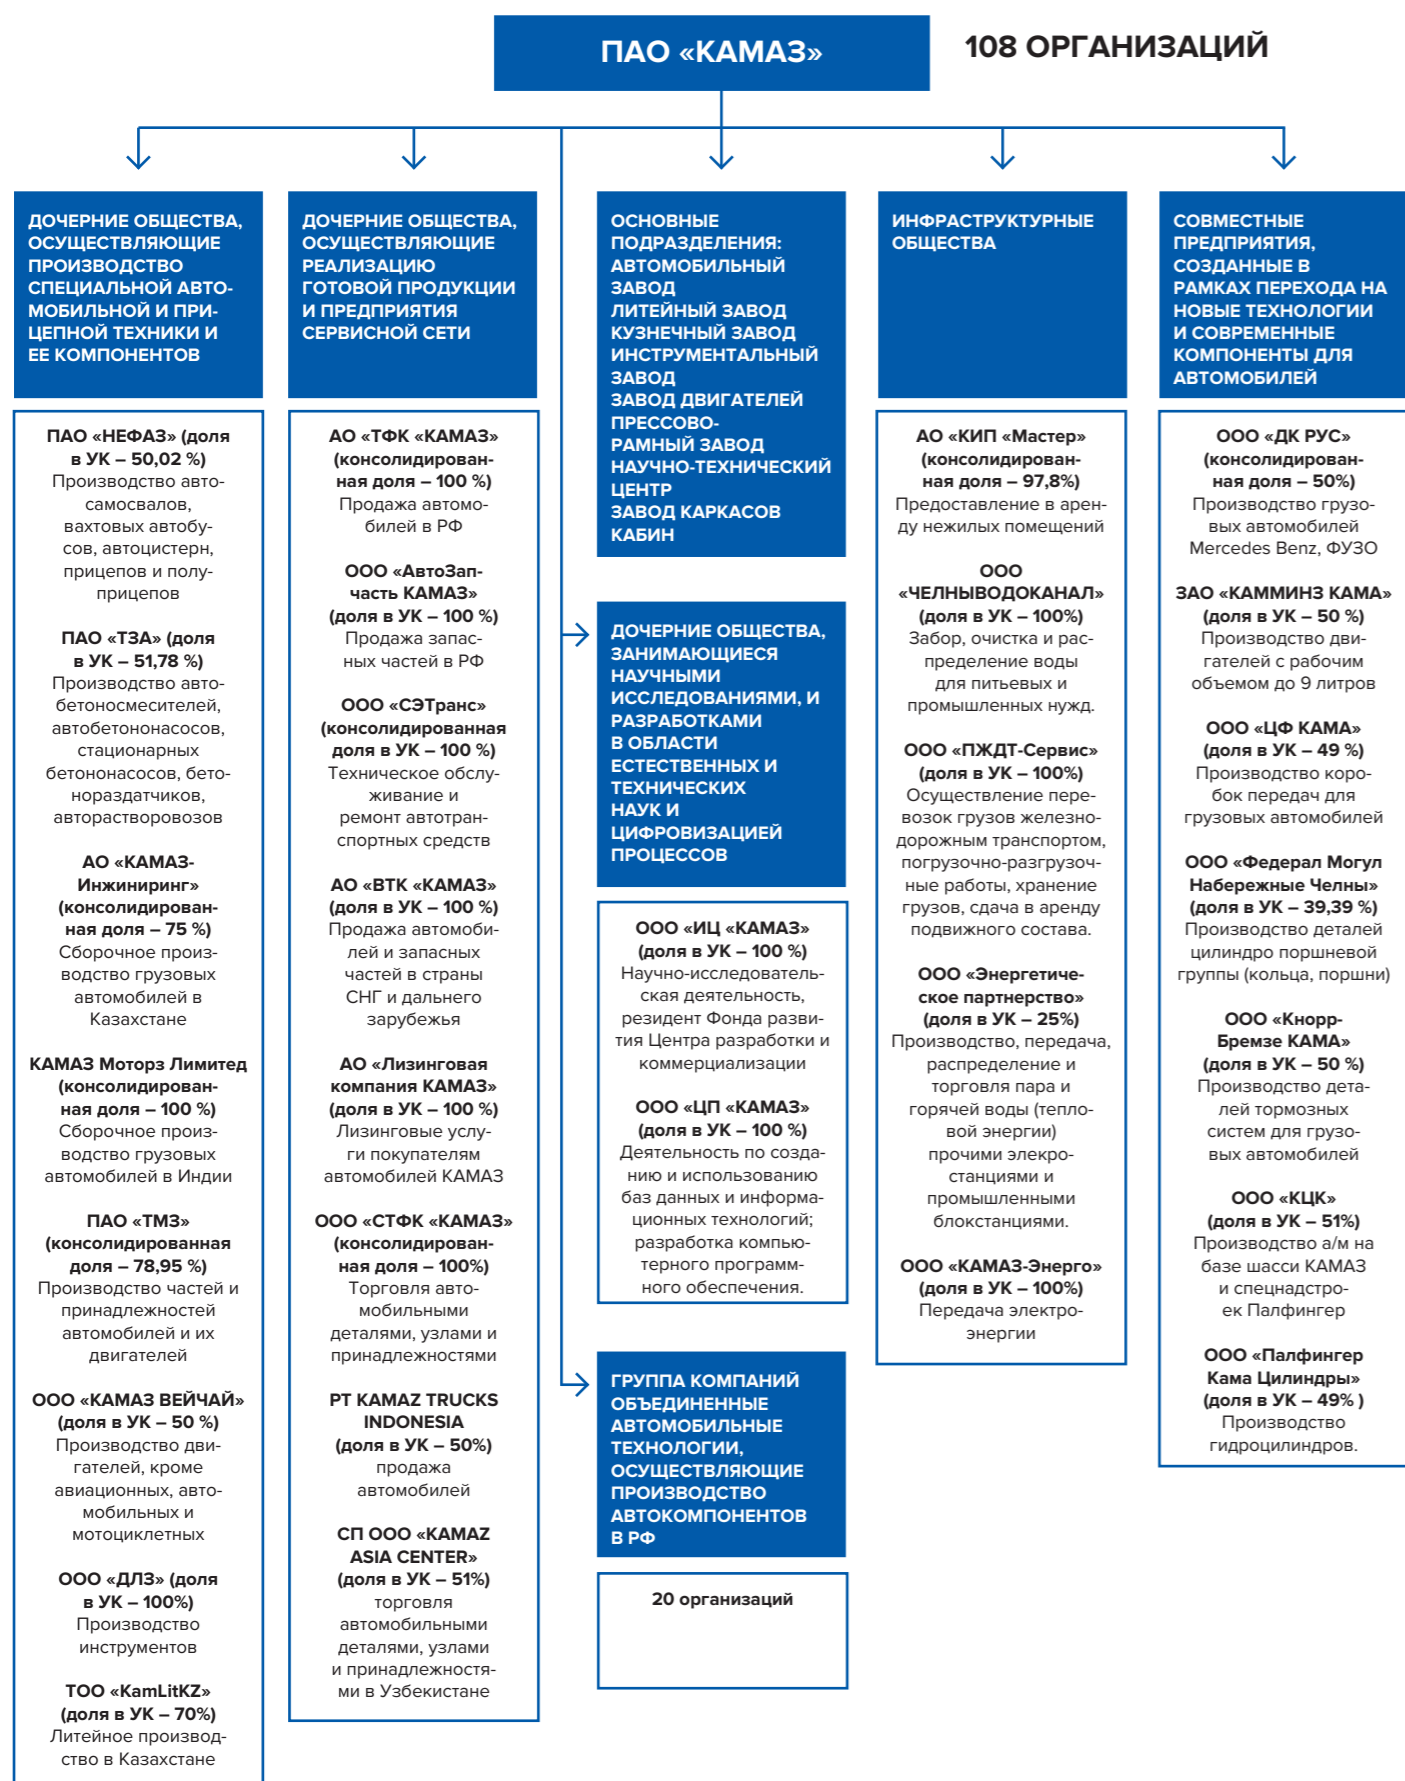 ПАО «КАМАЗ»
108 ОРГАНИЗАЦИЙ
ДОЧЕРНИЕ ОБЩЕСТВА,
ОСУЩЕСТВЛЯЮЩИЕ
ПРОИЗВОДСТВО
СПЕЦИАЛЬНОЙ АВТО-
МОБИЛЬНОЙ И ПРИ-
ЦЕПНОЙ ТЕХНИКИ И
ЕЕ КОМПОНЕНТОВ
ПАО «НЕФАЗ» (доля
в УК – 50,02 %)
Производство авто-
самосвалов,
вахтовых автобу-
сов, автоцистерн,
прицепов и полу-
прицепов
ПАО «ТЗА» (доля
в УК – 51,78 %)
Производство авто-
бетоносмесителей,
автобетононасосов,
стационарных
бетононасосов, бето-
нораздатчиков,
авторастворовозов
АО «КАМАЗ-
Инжиниринг»
(консолидирован-
ная доля – 75 %)
Сборочное произ-
водство грузовых
автомобилей в
Казахстане
КАМАЗ Моторз Лимитед
(консолидирован-
ная доля – 100 %)
Сборочное произ-
водство грузовых
автомобилей в Индии
ПАО «ТМЗ»
(консолидированная
доля – 78,95 %)
Производство частей и
принадлежностей
автомобилей и их
двигателей
ООО «КАМАЗ ВЕЙЧАЙ»
(доля в УК – 50 %)
Производство дви-
гателей, кроме
авиационных, авто-
мобильных и
мотоциклетных
ООО «ДЛЗ» (доля
в УК – 100%)
Производство
инструментов
ТОО «KamLitKZ»
(доля в УК – 70%)
Литейное производ-
ство в Казахстане
ДОЧЕРНИЕ ОБЩЕСТВА,
ОСУЩЕСТВЛЯЮЩИЕ
РЕАЛИЗАЦИЮ
ГОТОВОЙ ПРОДУКЦИИ
И ПРЕДПРИЯТИЯ
СЕРВИСНОЙ СЕТИ
АО «ТФК «КАМАЗ»
(консолидирован-
ная доля – 100 %)
Продажа автомо-
билей в РФ
ООО «АвтоЗап-
часть КАМАЗ»
(доля в УК – 100 %)
Продажа запас-
ных частей в РФ
ООО «СЭТранс»
(консолидированная
доля в УК – 100 %)
Техническое обслу-
живание и
ремонт автотран-
спортных средств
АО «ВТК «КАМАЗ»
(доля в УК – 100 %)
Продажа автомоби-
лей и запасных
частей в страны
СНГ и дальнего
зарубежья
АО «Лизинговая
компания КАМАЗ»
(доля в УК – 100 %)
Лизинговые услу-
ги покупателям
автомобилей КАМАЗ
ООО «СТФК «КАМАЗ»
(консолидирован-
ная доля – 100%)
Торговля авто-
мобильными
деталями, узлами и
принадлежностями
PT KAMAZ TRUCKS
INDONESIA
(доля в УК – 50%)
продажа
автомобилей
СП ООО «KAMAZ
ASIA CENTER»
(доля в УК – 51%)
торговля
автомобильными
деталями, узлами
и принадлежностя-
ми в Узбекистане
ОСНОВНЫЕ
ПОДРАЗДЕЛЕНИЯ:
АВТОМОБИЛЬНЫЙ
ЗАВОД
ЛИТЕЙНЫЙ ЗАВОД
КУЗНЕЧНЫЙ ЗАВОД
ИНСТРУМЕНТАЛЬНЫЙ
ЗАВОД
ЗАВОД ДВИГАТЕЛЕЙ
ПРЕССОВО-
РАМНЫЙ ЗАВОД
НАУЧНО-ТЕХНИЧЕСКИЙ
ЦЕНТР
ЗАВОД КАРКАСОВ
КАБИН
ДОЧЕРНИЕ ОБЩЕСТВА,
ЗАНИМАЮЩИЕСЯ
НАУЧНЫМИ
ИССЛЕДОВАНИЯМИ, И
РАЗРАБОТКАМИ
В ОБЛАСТИ
ЕСТЕСТВЕННЫХ И
ТЕХНИЧЕСКИХ
НАУК И
ЦИФРОВИЗАЦИЕЙ
ПРОЦЕССОВ
ООО «ИЦ «КАМАЗ»
(доля в УК – 100 %)
Научно-исследователь-
ская деятельность,
резидент Фонда разви-
тия Центра разработки и
коммерциализации
ООО «ЦП «КАМАЗ»
(доля в УК – 100 %)
Деятельность по созда-
нию и использованию
баз данных и информа-
ционных технологий;
разработка компью-
терного программ-
ного обеспечения.
ГРУППА КОМПАНИЙ
ОБЪЕДИНЕННЫЕ
АВТОМОБИЛЬНЫЕ
ТЕХНОЛОГИИ,
ОСУЩЕСТВЛЯЮЩИЕ
ПРОИЗВОДСТВО
АВТОКОМПОНЕНТОВ
В РФ
20 организаций
ИНФРАСТРУКТУРНЫЕ
ОБЩЕСТВА
АО «КИП «Мастер»
(консолидирован-
ная доля – 97,8%)
Предоставление в арен-
ду нежилых помещений
ООО
«ЧЕЛНЫВОДОКАНАЛ»
(доля в УК – 100%)
Забор, очистка и рас-
пределение воды
для питьевых и
промышленных нужд.
ООО «ПЖДТ-Сервис»
(доля в УК – 100%)
Осуществление пере-
возок грузов железно-
дорожным транспортом,
погрузочно-разгрузоч-
ные работы, хранение
грузов, сдача в аренду
подвижного состава.
ООО «Энергетиче-
ское партнерство»
(доля в УК – 25%)
Производство, передача,
распределение и
торговля пара и
горячей воды (тепло-
вой энергии)
прочими элекро-
станциями и
промышленными
блокстанциями.
ООО «КАМАЗ-Энерго»
(доля в УК – 100%)
Передача электро-
энергии
СОВМЕСТНЫЕ
ПРЕДПРИЯТИЯ,
СОЗДАННЫЕ В
РАМКАХ ПЕРЕХОДА НА
НОВЫЕ ТЕХНОЛОГИИ
И СОВРЕМЕННЫЕ
КОМПОНЕНТЫ ДЛЯ
АВТОМОБИЛЕЙ
ООО «ДК РУС»
(консолидирован-
ная доля – 50%)
Производство грузо-
вых автомобилей
Mercedes Benz, ФУЗО
ЗАО «КАММИНЗ КАМА»
(доля в УК – 50 %)
Производство дви-
гателей с рабочим
объемом до 9 литров
ООО «ЦФ КАМА»
(доля в УК – 49 %)
Производство коро-
бок передач для
грузовых автомобилей
ООО «Федерал Могул
Набережные Челны»
(доля в УК – 39,39 %)
Производство деталей
цилиндро поршневой
группы (кольца, поршни)
ООО «Кнорр-
Бремзе КАМА»
(доля в УК – 50 %)
Производство дета-
лей тормозных
систем для грузо-
вых автомобилей
ООО «КЦК»
(доля в УК – 51%)
Производство а/м на
базе шасси КАМАЗ
и спецнадстро-
ек Палфингер
ООО «Палфингер
Кама Цилиндры»
(доля в УК – 49% )
Производство
гидроцилиндров.